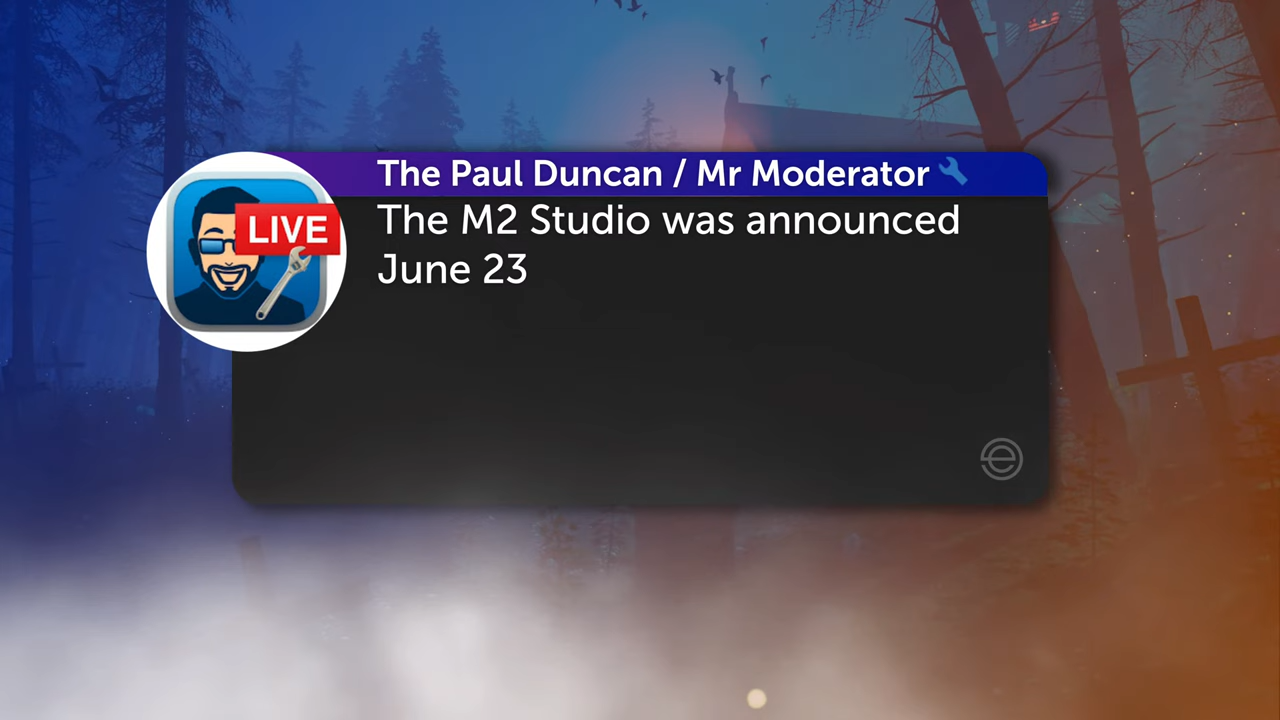 The Paul Duncan / Mr Moderator
LIVE
The M2 Studio was announced
June 23